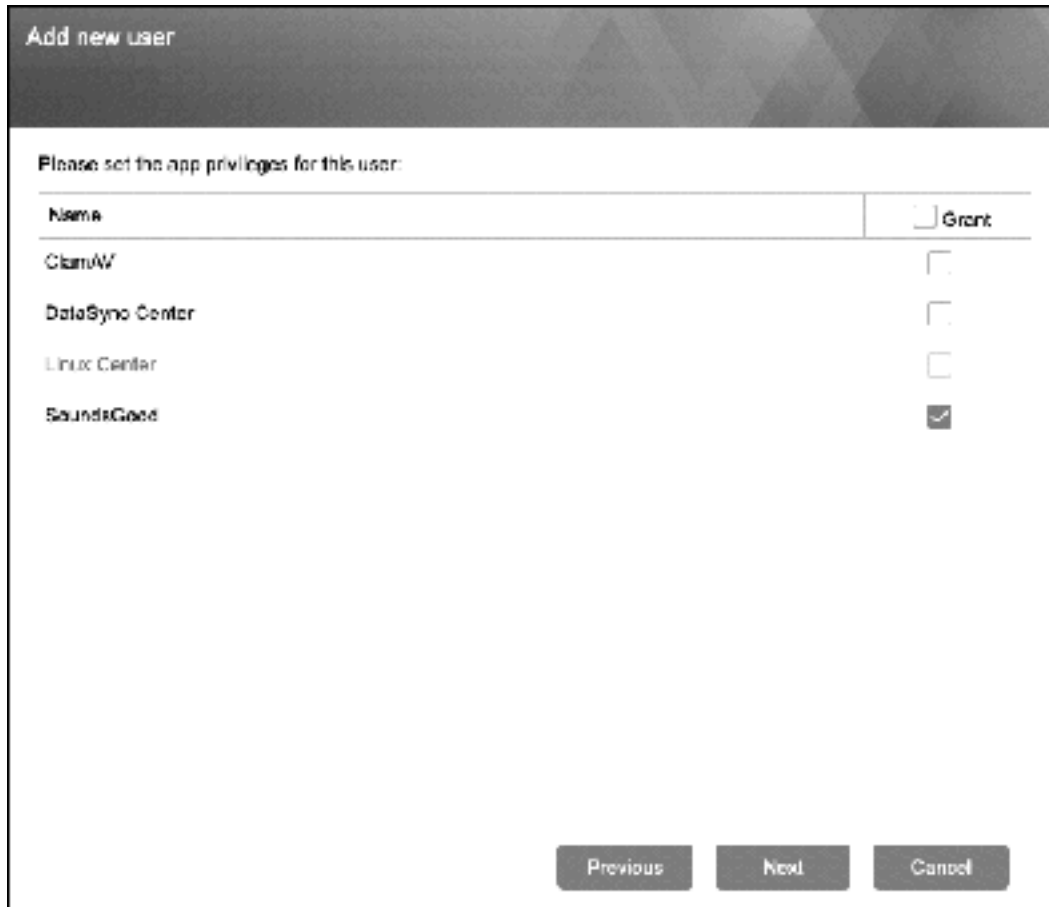 Add new user
Please set the app privileges for this user:
Name Grant
ClamAV
DataSync Center
Linux Center
SoundsGood
Previous Next Cancel